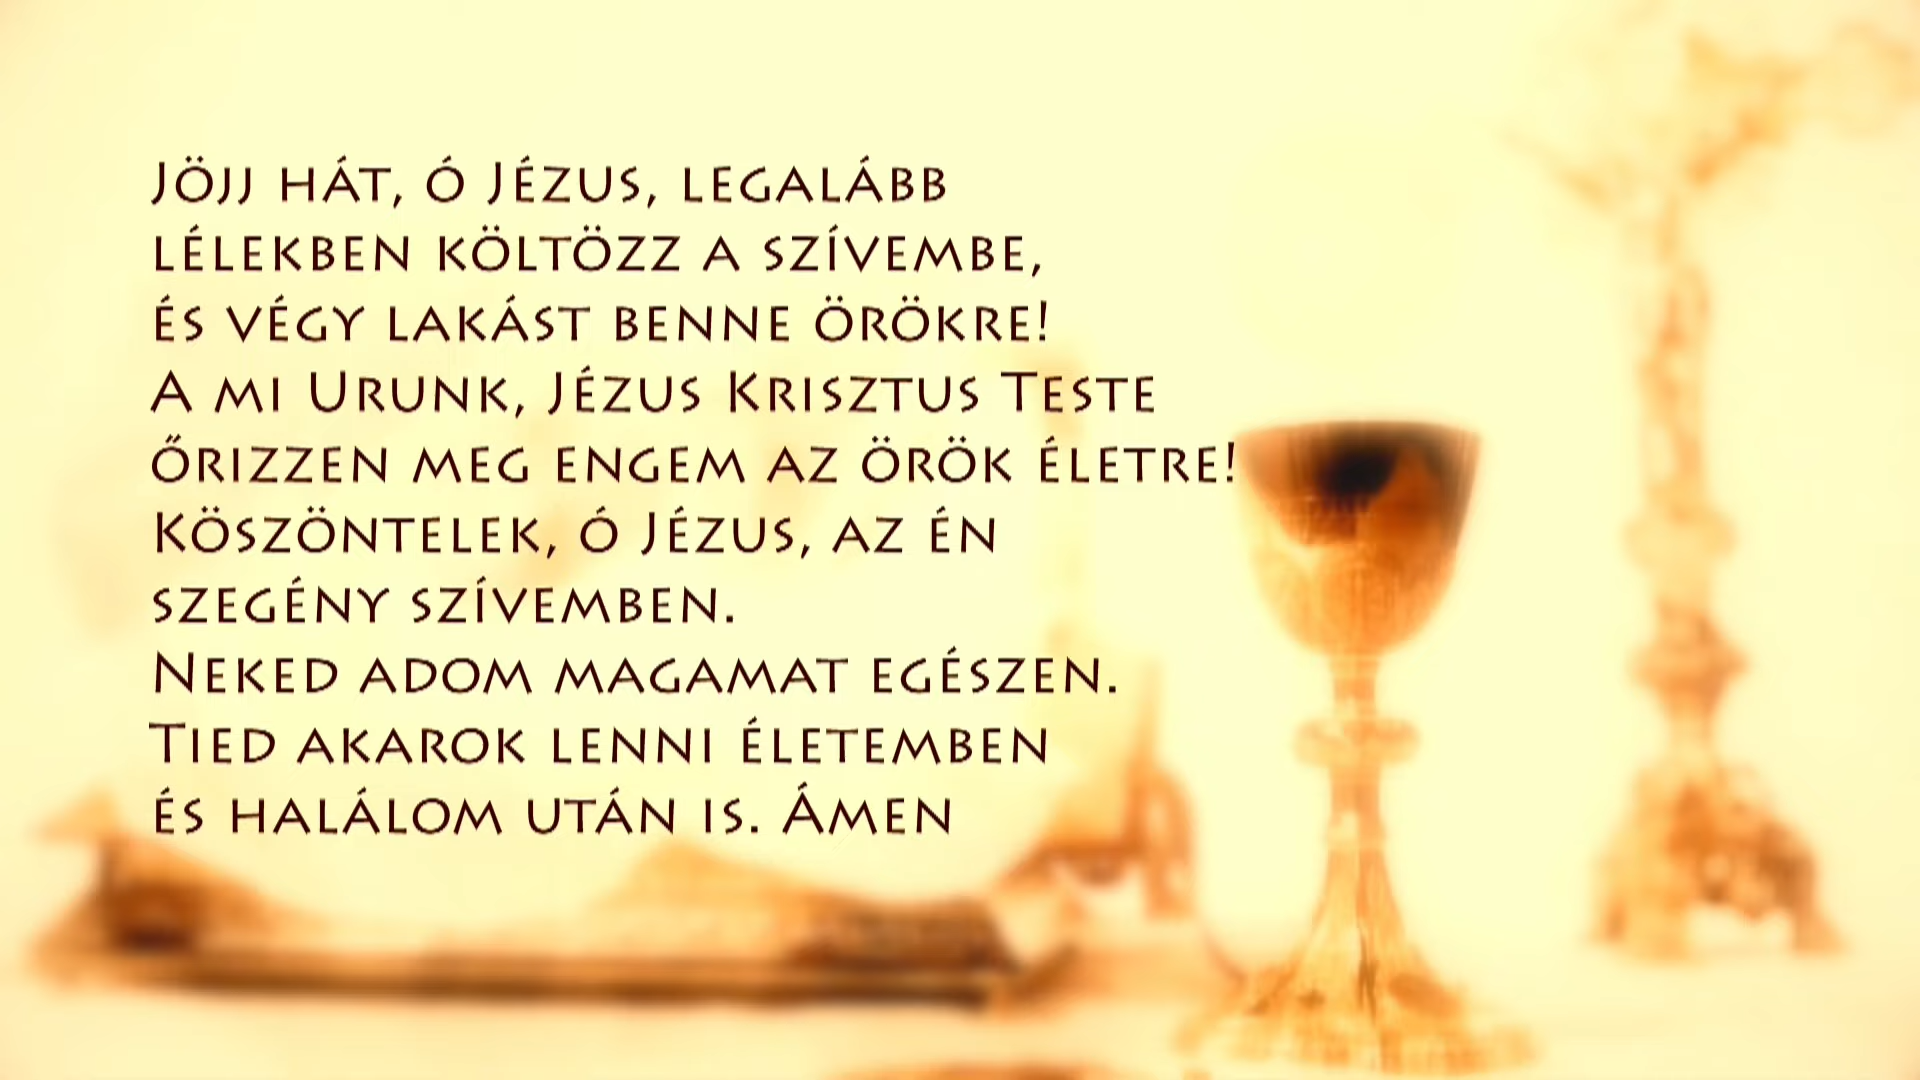 Jöjj hát, ó Jézus, legalább
lélekben költözz a szívembe,
és végy lakást benne örökre!
A mi Urunk, Jézus Krisztus Teste
őrizzen meg engem az örök életre!
Köszöntelek, ó Jézus, az én
szegény szívemben.
Neked adom magamat egészen.
Tied akarok lenni életemben
és halálom után is. Ámen